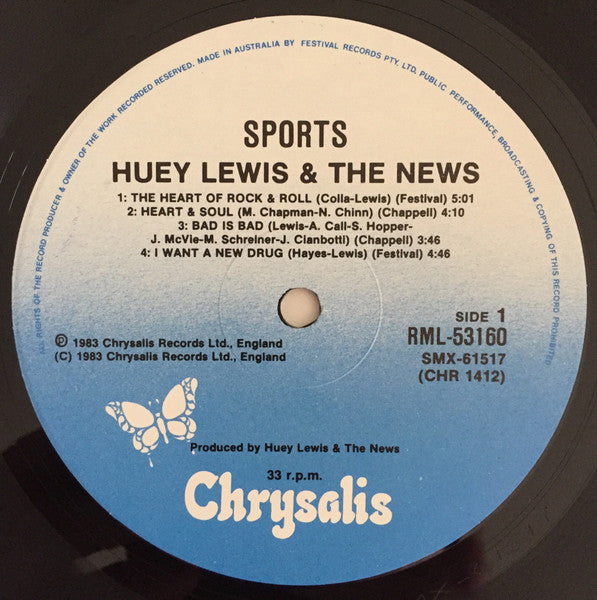 ALL RIGHTS OF THE RECORD PRODUCER & OWNER OF THE WORK RECORDED RESERVED. MADE IN AUSTRALIA BY FESTIVAL RECORDS PTY. LTD. PUBLIC PERFORMANCE, BROADCASTING & COPYING OF THIS RECORD PROHIBITED
SPORTS
HUEY LEWIS & THE NEWS
1: THE HEART OF ROCK & ROLL (Colla-Lewis) (Festival) 5:01
2: HEART & SOUL (M. Chapman-N. Chinn) (Chappell) 4:10
3: BAD IS BAD (Lewis-A. Call-S. Hopper-
J. McVie-M. Schreiner-J. Cianbotti) (Chappell) 3:46
4: I WANT A NEW DRUG (Hayes-Lewis) (Festival) 4:46
SIDE 1
RML-53160
SMX-61517
(CHR 1412)
Ⓟ 1983 Chrysalis Records Ltd., England
(C) 1983 Chrysalis Records Ltd., England
Produced by Huey Lewis & The News
33 r.p.m.
Chrysalis